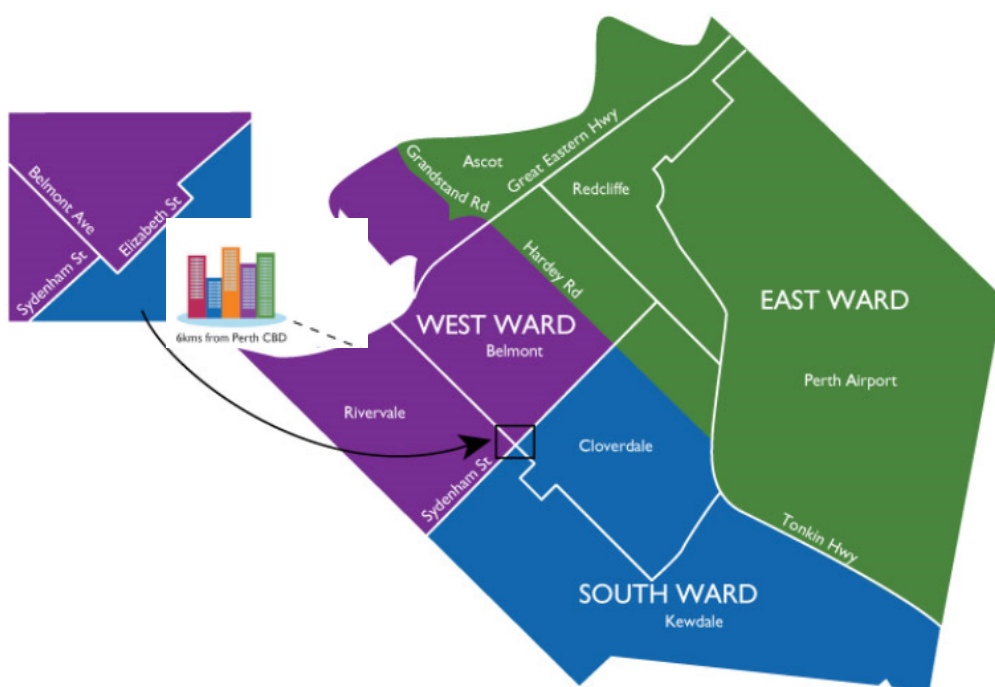 Belmont Ave
Elizabeth St
Sydenham St
6kms from Perth CBD
Ascot
Grandstand Rd
Great Eastern Hwy
Redcliffe
Hardey Rd
EAST WARD
Perth Airport
WEST WARD
Belmont
Rivervale
Cloverdale
Sydenham St
Tonkin Hwy
SOUTH WARD
Kewdale